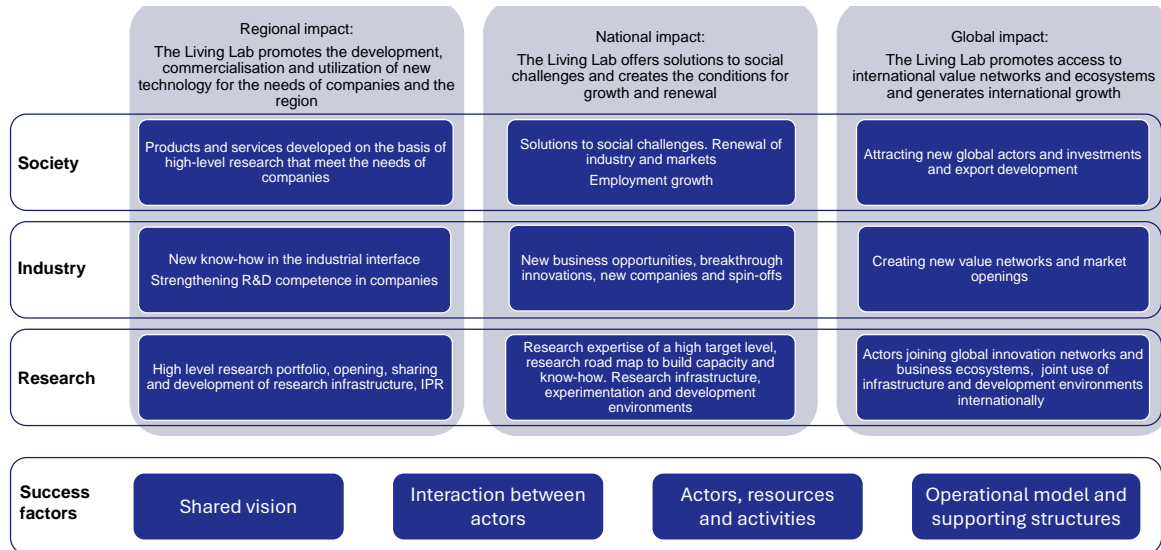 Regional impact:
The Living Lab promotes the development,
commercialisation and utilization of new
technology for the needs of companies and the
region
National impact:
The Living Lab offers solutions to social
challenges and creates the conditions for
growth and renewal
Global impact:
The Living Lab promotes access to
international value networks and ecosystems
and generates international growth
Society
Products and services developed on the basis of
high-level research that meet the needs of
companies
Solutions to social challenges. Renewal of
industry and markets
Employment growth
Attracting new global actors and investments
and export development
Industry
New know-how in the industrial interface
Strengthening R&D competence in companies
New business opportunities, breakthrough
innovations, new companies and spin-offs
Creating new value networks and market
openings
Research
High level research portfolio, opening, sharing
and development of research infrastructure, IPR
Research expertise of a high target level,
research road map to build capacity and
know-how. Research infrastructure,
experimentation and development
environments
Actors joining global innovation networks and
business ecosystems, joint use of
infrastructure and development environments
internationally
Success
factors
Shared vision
Interaction between
actors
Actors, resources
and activities
Operational model and
supporting structures